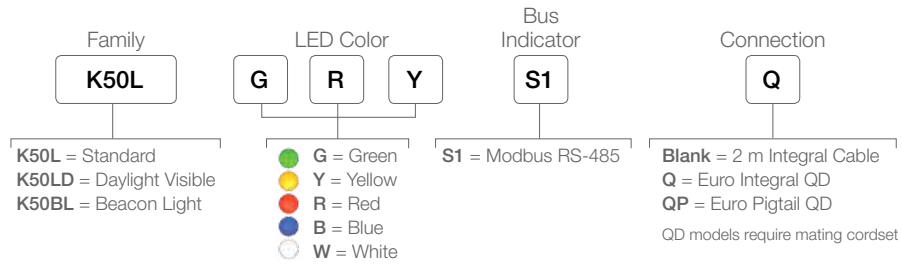 Family
LED Color
Bus
Indicator
Connection
K50L
G
R
Y
S1
Q
K50L = Standard
K50LD = Daylight Visible
K50BL = Beacon Light
G = Green
Y = Yellow
R = Red
B = Blue
W = White
S1 = Modbus RS-485
Blank = 2 m Integral Cable
Q = Euro Integral QD
QP = Euro Pigtail QD
QD models require mating cordset